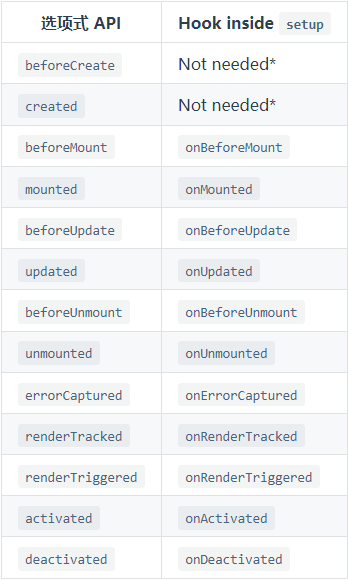 选项式 API Hook inside setup
beforeCreate Not needed*
created Not needed*
beforeMount onBeforeMount
mounted onMounted
beforeUpdate onBeforeUpdate
updated onUpdated
beforeUnmount onBeforeUnmount
unmounted onUnmounted
errorCaptured onErrorCaptured
renderTracked onRenderTracked
renderTriggered onRenderTriggered
activated onActivated
deactivated onDeactivated